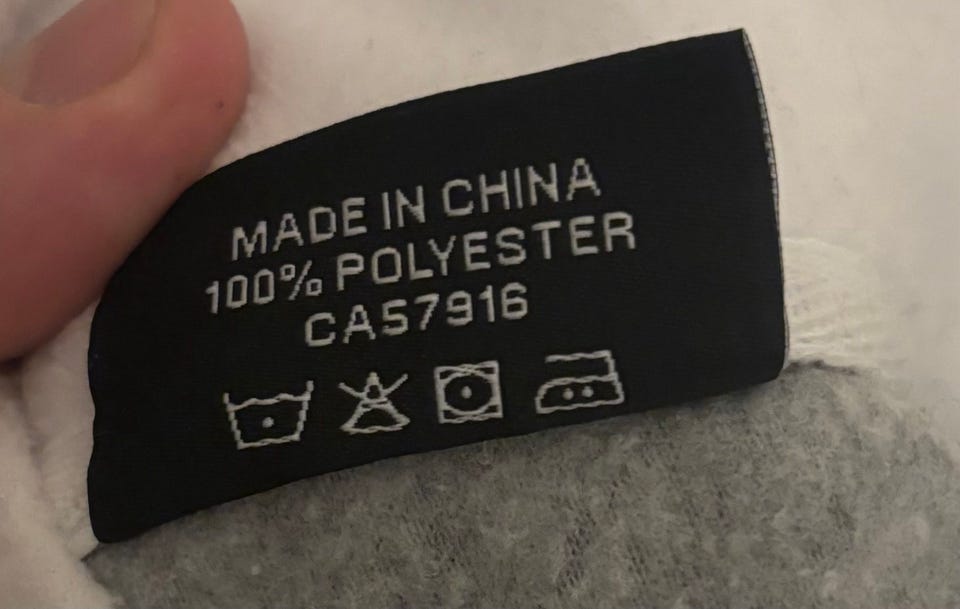 MADE IN CHINA
100% POLYESTER
CA57916